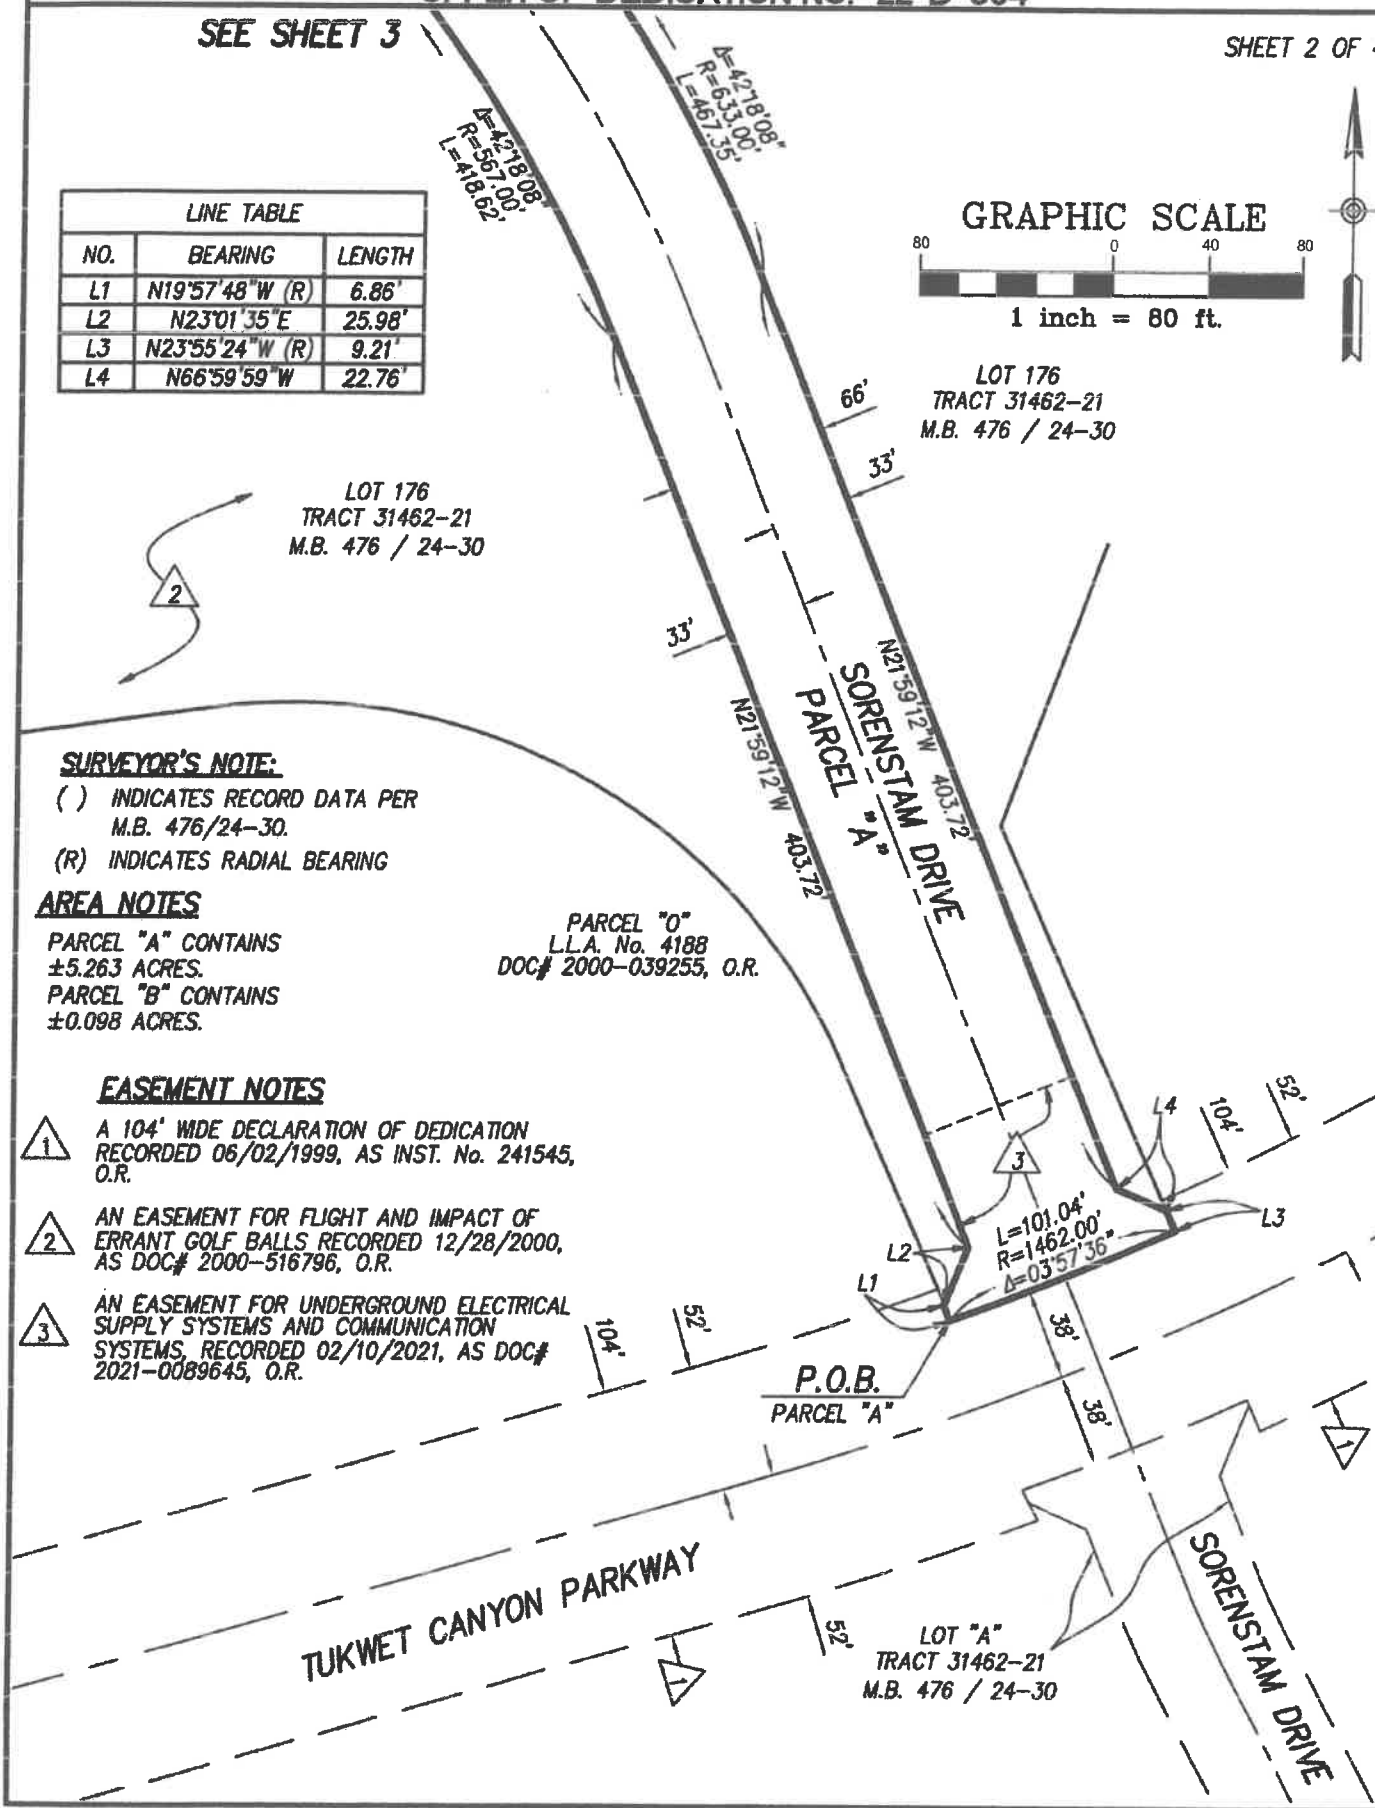 SEE SHEET 3
SHEET 2 OF
Δ=42°18'08"
R=633.00'
L=467.35'
Δ=42°18'08"
R=567.00'
L=418.62'
LINE TABLE
NO. BEARING LENGTH
L1 N19°57'48"W (R) 6.86'
L2 N23°01'35"E 25.98'
L3 N23°55'24"W (R) 9.21'
L4 N66°59'59"W 22.76'
GRAPHIC SCALE
80 0 40 80
1 inch = 80 ft.
LOT 176
TRACT 31462-21
M.B. 476 / 24-30
66'
33'
LOT 176
TRACT 31462-21
M.B. 476 / 24-30
2
33'
N21°59'12"W 403.72'
SORENSTAM DRIVE
PARCEL "A"
N21°59'12"W 403.72'
SURVEYOR'S NOTE:
( ) INDICATES RECORD DATA PER
M.B. 476/24-30.
(R) INDICATES RADIAL BEARING
AREA NOTES
PARCEL "A" CONTAINS
±5.263 ACRES.
PARCEL "B" CONTAINS
±0.098 ACRES.
PARCEL "O"
L.L.A. No. 4188
DOC# 2000-039255, O.R.
EASEMENT NOTES
1 A 104' WIDE DECLARATION OF DEDICATION
RECORDED 06/02/1999, AS INST. No. 241545,
O.R.
2 AN EASEMENT FOR FLIGHT AND IMPACT OF
ERRANT GOLF BALLS RECORDED 12/28/2000,
AS DOC# 2000-516796, O.R.
3 AN EASEMENT FOR UNDERGROUND ELECTRICAL
SUPPLY SYSTEMS AND COMMUNICATION
SYSTEMS, RECORDED 02/10/2021, AS DOC#
2021-0089645, O.R.
L4
104'
52'
3
L3
L=101.04'
R=1462.00'
Δ=03°57'36"
L2
L1
104'
52'
38'
38'
P.O.B.
PARCEL "A"
1
TUKWET CANYON PARKWAY
1
52'
LOT "A"
TRACT 31462-21
M.B. 476 / 24-30
SORENSTAM DRIVE